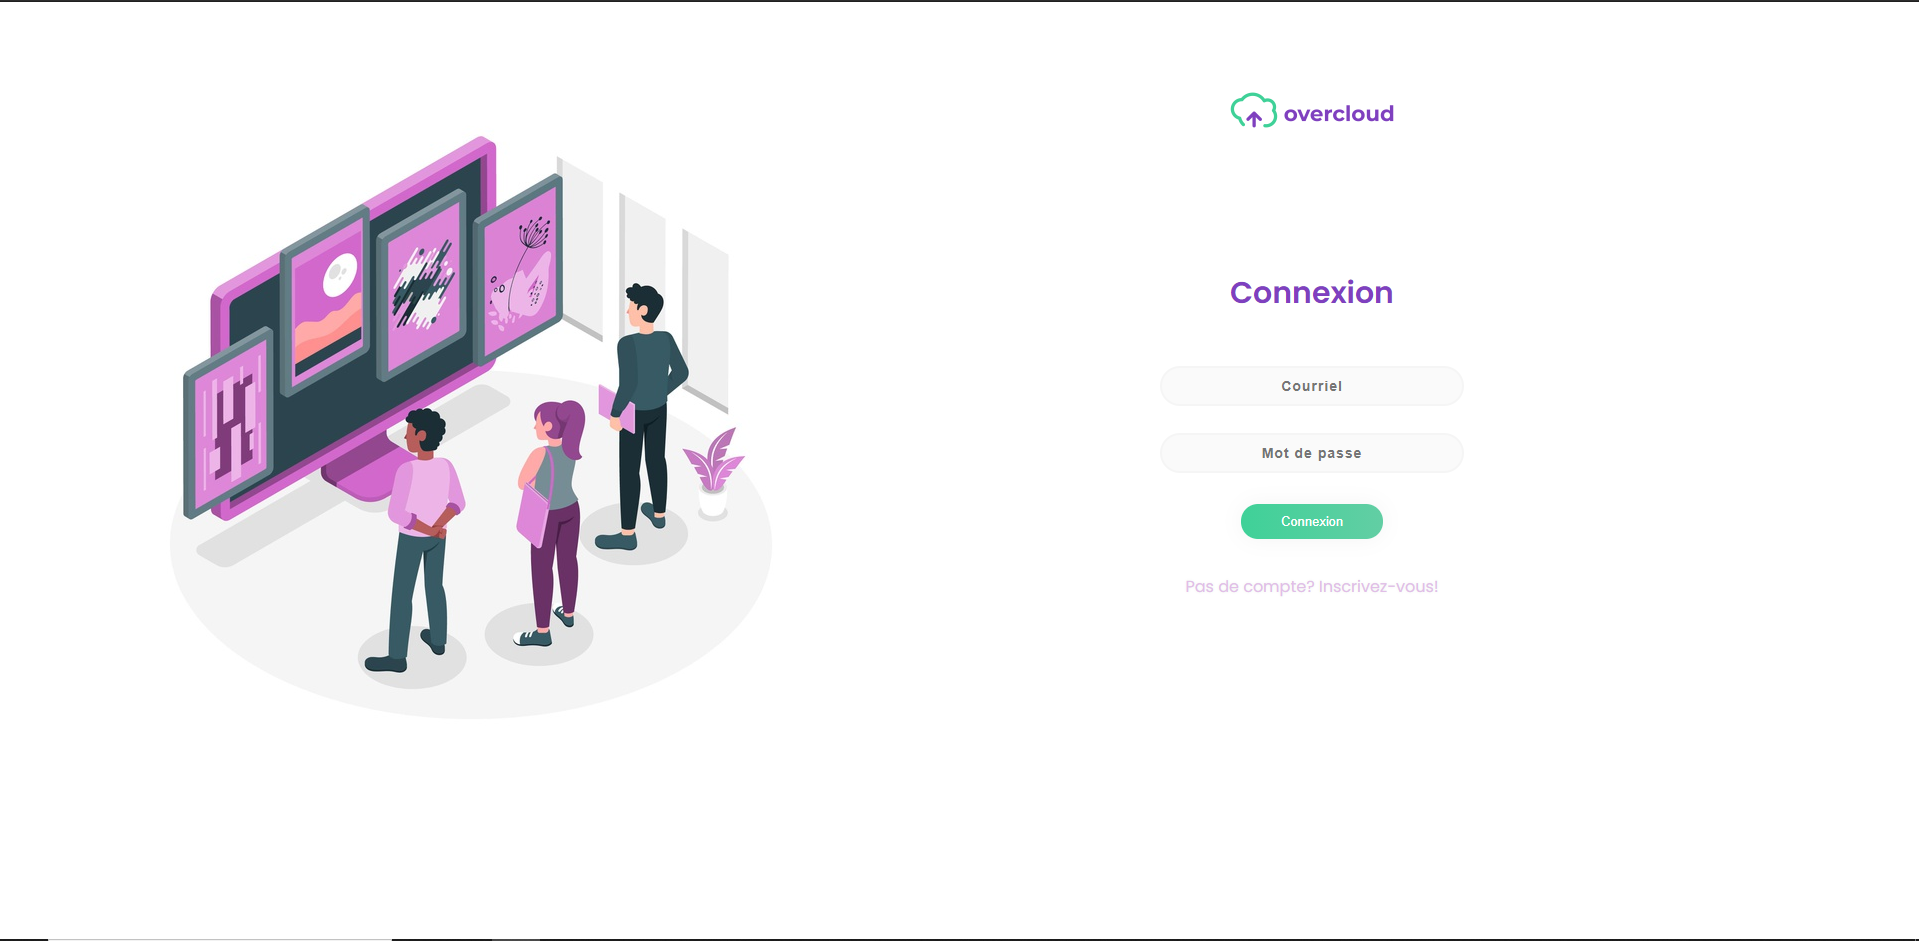 overcloud
Connexion
Courriel
Mot de passe
Connexion
Pas de compte? Inscrivez-vous!